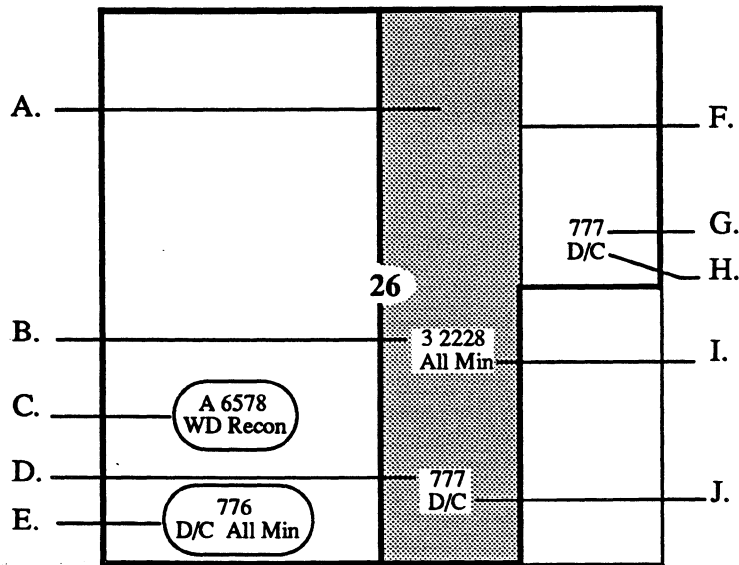 A.
F.
777
G.
D/C
H.
26
B.
3 2228
All Min
I.
A 6578
WD Recon
C.
D.
777
D/C
J.
776
D/C All Min
E.